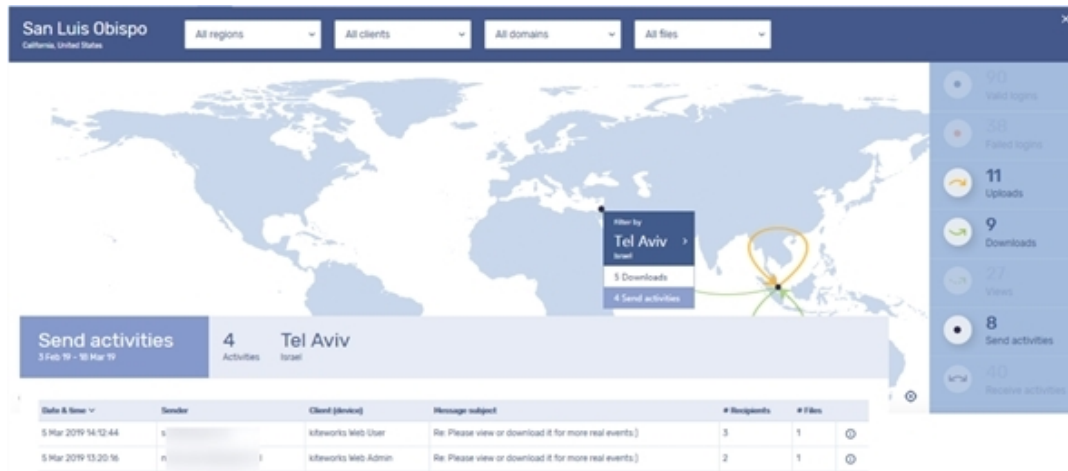 San Luis Obispo
California, United States
All regions
All clients
All domains
All files
90
Valid logins
38
Failed logins
11
Uploads
9
Downloads
27
Views
8
Send activities
40
Receive activities
Filter by
Tel Aviv
Israel
5 Downloads
4 Send activities
Send activities
3 Feb 19 - 18 Mar 19
4
Activities
Tel Aviv
Israel
Date & time Sender Client (device) Message subject # Recipients # Files
5 Mar 2019 14:12:44 s kiteworks Web User Re: Please view or download it for more real events:) 3 1
5 Mar 2019 13:20:16 n kiteworks Web Admin Re: Please view or download it for more real events:) 2 1